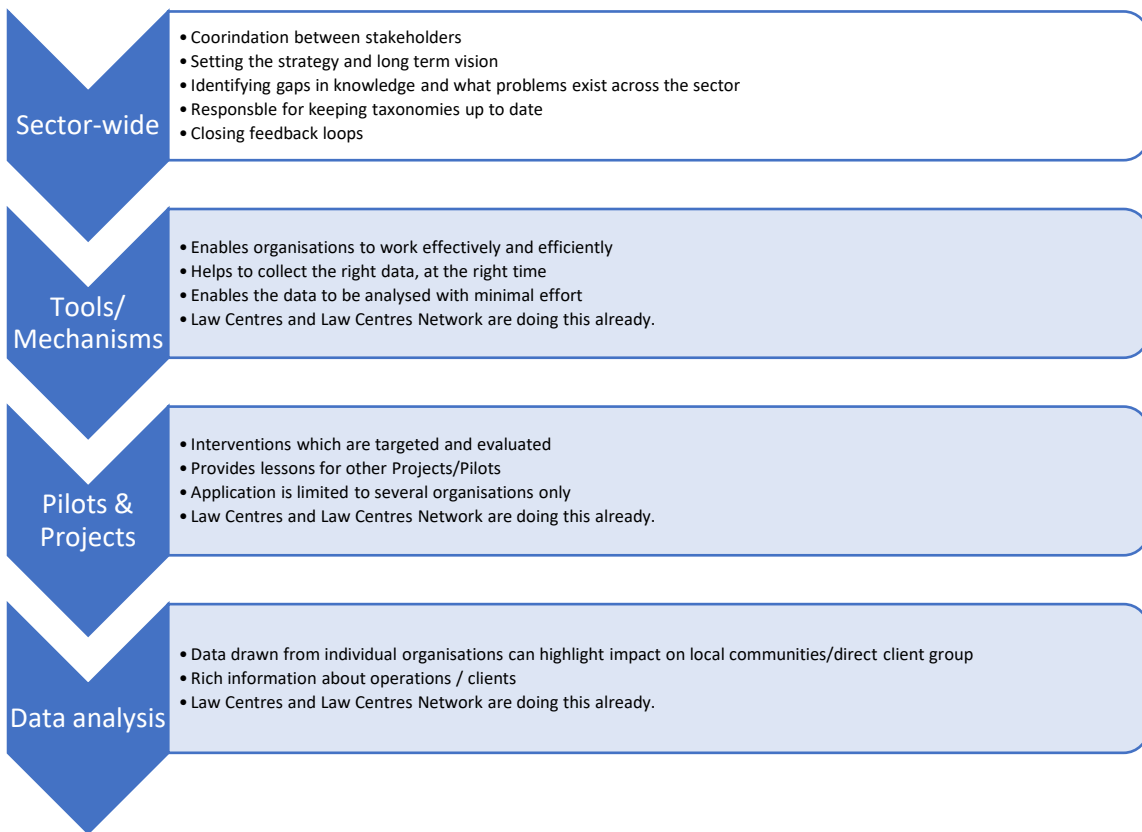 Sector-wide
• Coorindation between stakeholders
• Setting the strategy and long term vision
• Identifying gaps in knowledge and what problems exist across the sector
• Responsble for keeping taxonomies up to date
• Closing feedback loops
Tools/
Mechanisms
• Enables organisations to work effectively and efficiently
• Helps to collect the right data, at the right time
• Enables the data to be analysed with minimal effort
• Law Centres and Law Centres Network are doing this already.
Pilots &
Projects
• Interventions which are targeted and evaluated
• Provides lessons for other Projects/Pilots
• Application is limited to several organisations only
• Law Centres and Law Centres Network are doing this already.
Data analysis
• Data drawn from individual organisations can highlight impact on local communities/direct client group
• Rich information about operations / clients
• Law Centres and Law Centres Network are doing this already.